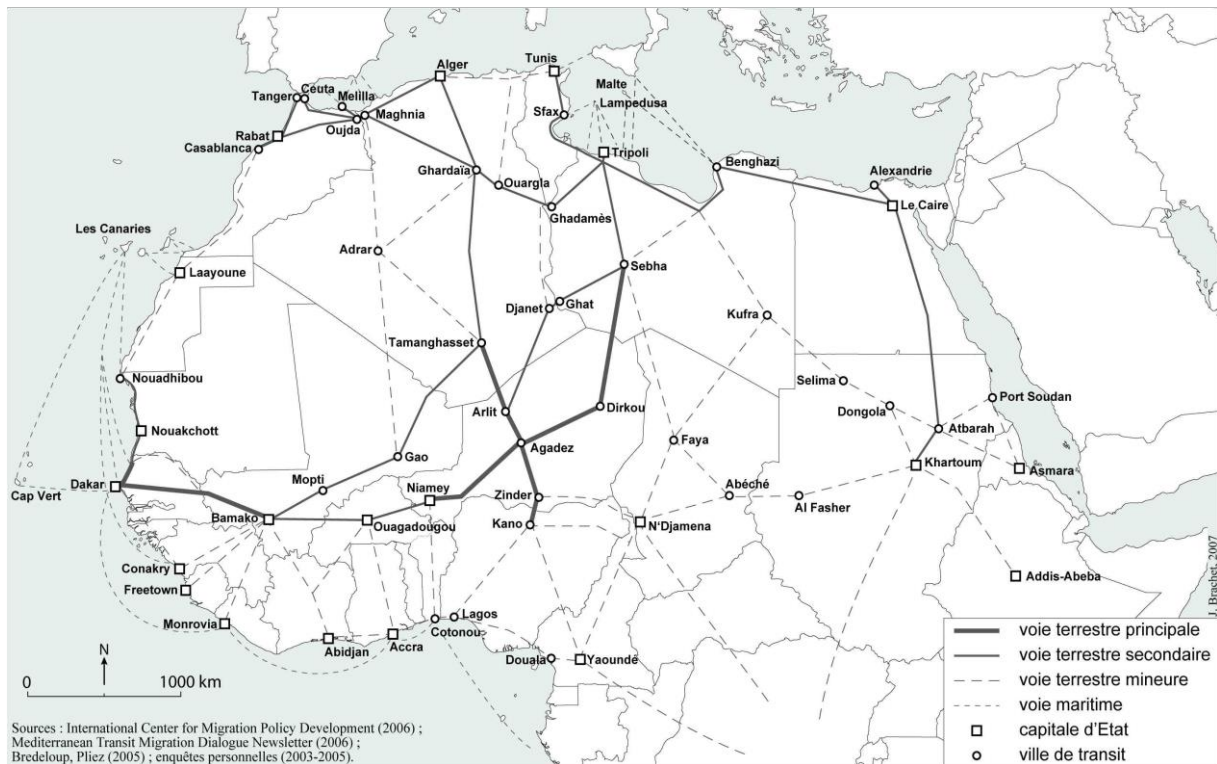 Tunis
Alger
Malte
Tanger
Ceuta
Melilla
Lampedusa
Sfax
Maghnia
Rabat
Oujda
Tripoli
Casablanca
Benghazi
Alexandrie
Ghardaïa
Ouargla
Le Caire
Ghadamès
Les Canaries
Adrar
Sebha
Laayoune
Djanet
Ghat
Kufra
Tamanghasset
Nouadhibou
Selima
Port Soudan
Arlit
Dirkou
Dongola
Nouakchott
Atbarah
Agadez
Faya
Gao
Khartoum
Asmara
Mopti
Dakar
Niamey
Cap Vert
Zinder
Abéché
Al Fasher
Bamako
Kano
Ouagadougou
N'Djamena
Conakry
Addis-Abeba
Freetown
Lagos
Monrovia
Cotonou
Abidjan
Accra
Douala
Yaoundé
J. Brachet, 2007
N
0 1000 km
voie terrestre principale
voie terrestre secondaire
voie terrestre mineure
voie maritime
capitale d'Etat
ville de transit
Sources : International Center for Migration Policy Development (2006) ;
Mediterranean Transit Migration Dialogue Newsletter (2006) ;
Bredeloup, Pliez (2005) ; enquêtes personnelles (2003-2005).